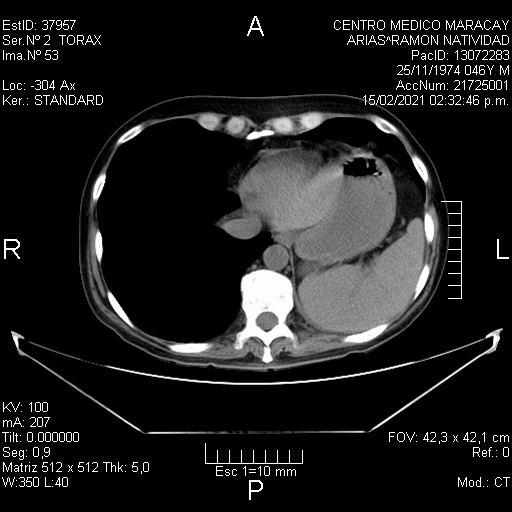 EstID: 37957
Ser.Nº 2 TORAX
Ima.Nº 53
Loc: -304 Ax
Ker.: STANDARD
A
CENTRO MEDICO MARACAY
ARIAS^RAMON NATIVIDAD
PacID: 13072283
25/11/1974 046Y M
AccNum: 21725001
15/02/2021 02:32:46 p.m.
R
L
KV: 100
mA: 207
Tilt: 0.000000
Seg: 0,9
Matriz 512 x 512 Thk: 5,0
W:350 L:40
Esc 1=10 mm
P
FOV: 42,3 x 42,1 cm
Ref.: 0
Mod.: CT